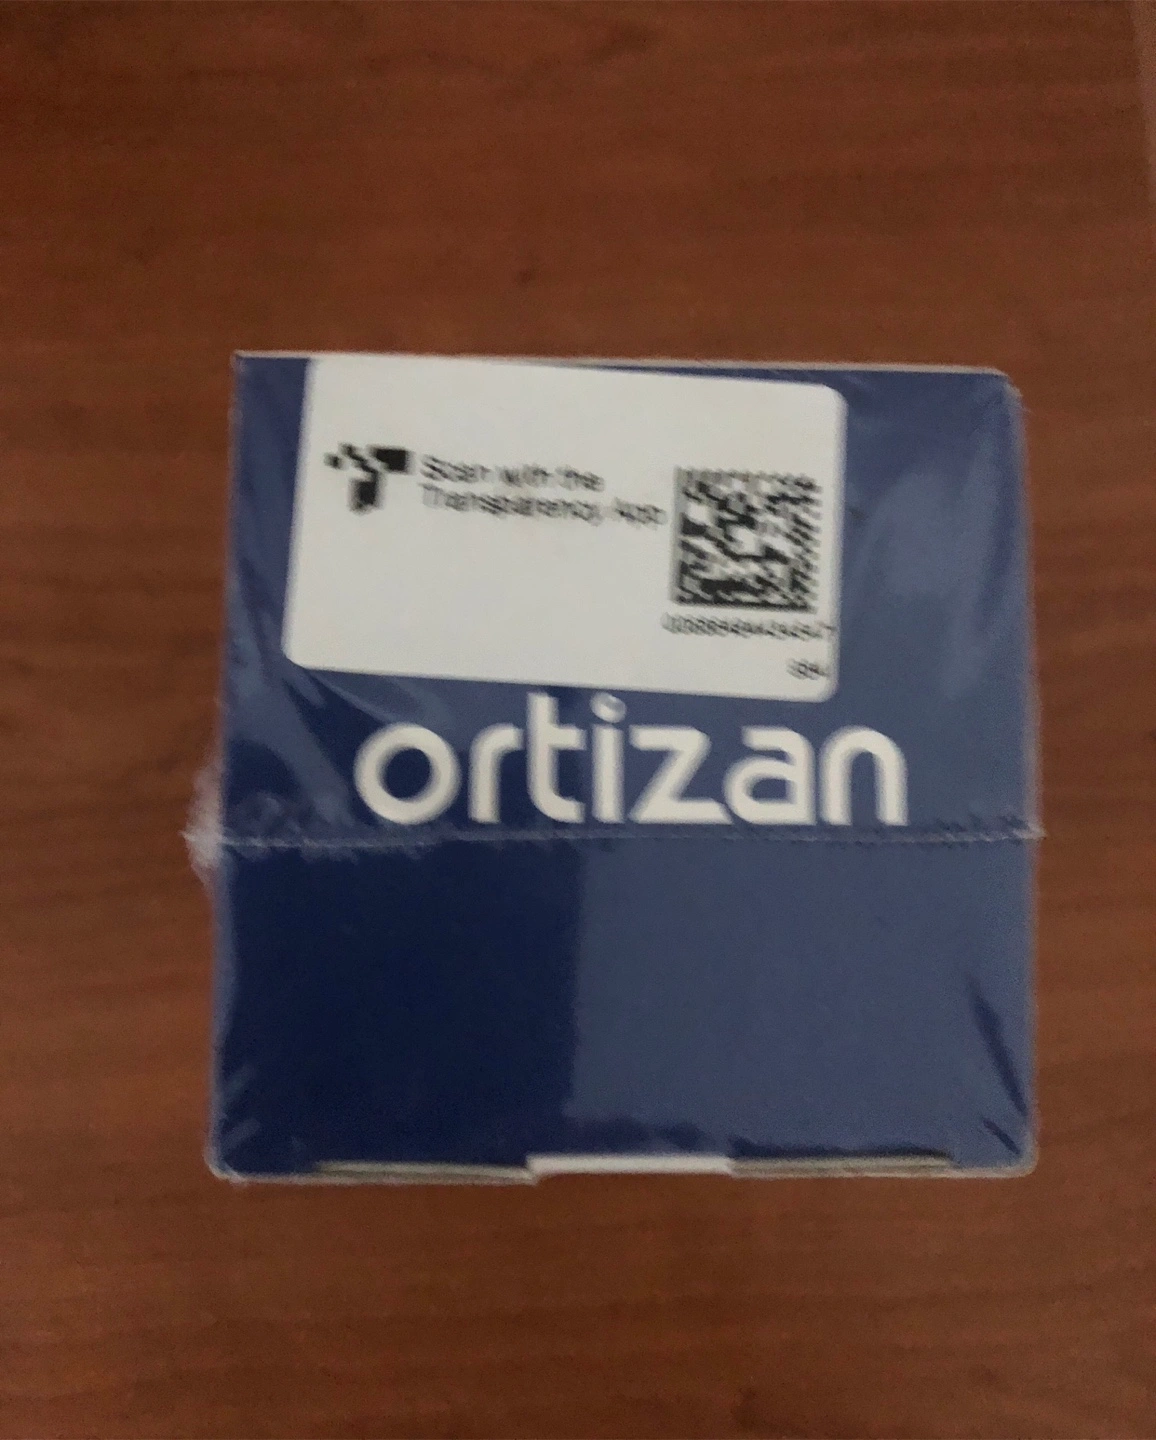 Scan with the
Transparency App
ortizan